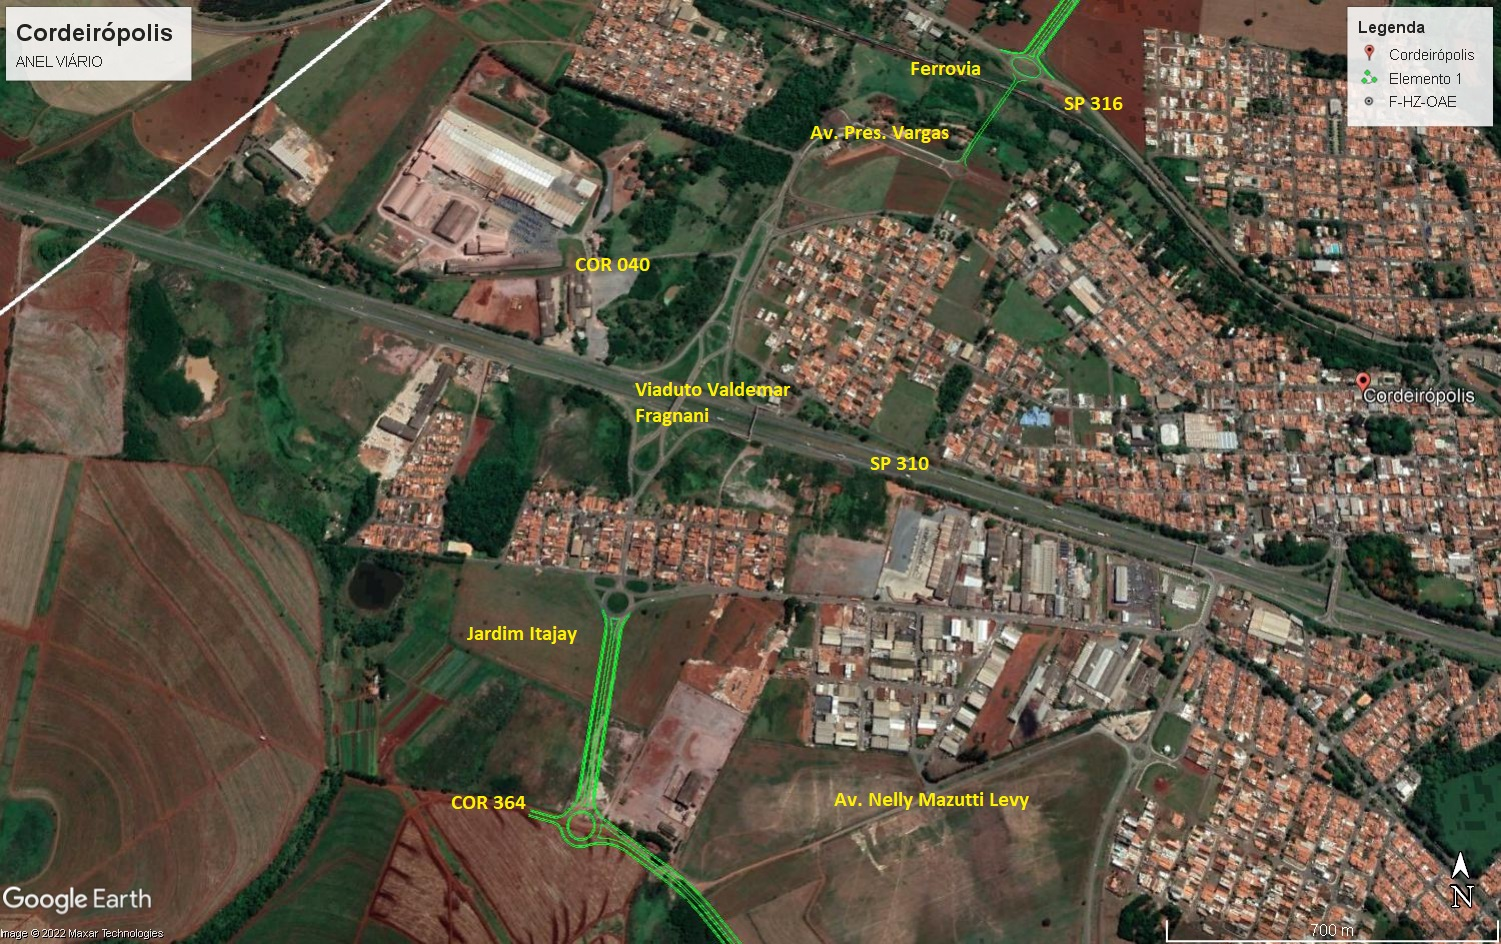 Cordeirópolis
ANEL VIÁRIO
Legenda
Cordeirópolis
Elemento 1
F-HZ-OAE
Ferrovia
SP 316
Av. Pres. Vargas
COR 040
Viaduto Valdemar
Fragnani
Cordeirópolis
SP 310
Jardim Itajay
COR 364
Av. Nelly Mazutti Levy
Google Earth
N
Image © 2022 Maxar Technologies
700 m